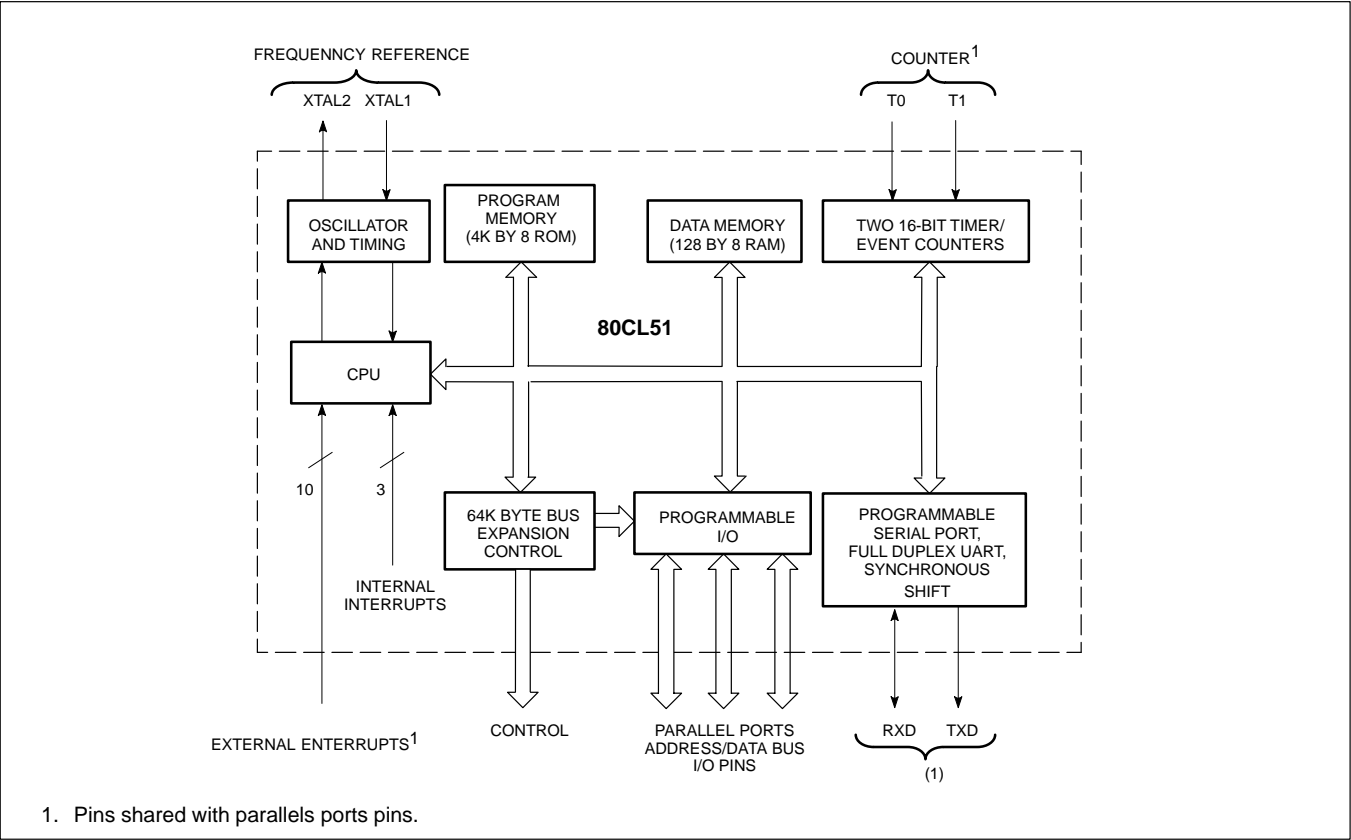 FREQUENNCY REFERENCE
COUNTER1
XTAL2 XTAL1
T0 T1
OSCILLATOR
AND TIMING
PROGRAM
MEMORY
(4K BY 8 ROM)
DATA MEMORY
(128 BY 8 RAM)
TWO 16-BIT TIMER/
EVENT COUNTERS
80CL51
CPU
10
3
INTERNAL
INTERRUPTS
64K BYTE BUS
EXPANSION
CONTROL
PROGRAMMABLE
I/O
PROGRAMMABLE
SERIAL PORT,
FULL DUPLEX UART,
SYNCHRONOUS
SHIFT
EXTERNAL ENTERRUPTS1
CONTROL
PARALLEL PORTS
ADDRESS/DATA BUS
I/O PINS
RXD TXD
(1)
1. Pins shared with parallels ports pins.